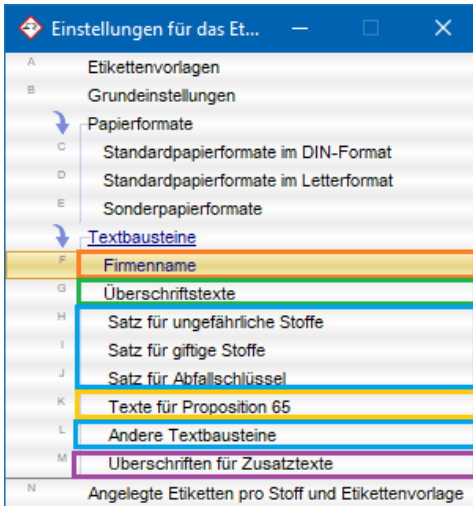 Einstellungen für das Et...
A Etikettenvorlagen
B Grundeinstellungen
Papierformate
C Standardpapierformate im DIN-Format
D Standardpapierformate im Letterformat
E Sonderpapierformate
Textbausteine
F Firmenname
G Überschriftstexte
H Satz für ungefährliche Stoffe
I Satz für giftige Stoffe
J Satz für Abfallschlüssel
K Texte für Proposition 65
L Andere Textbausteine
M Überschriften für Zusatztexte
N Angelegte Etiketten pro Stoff und Etikettenvorlage